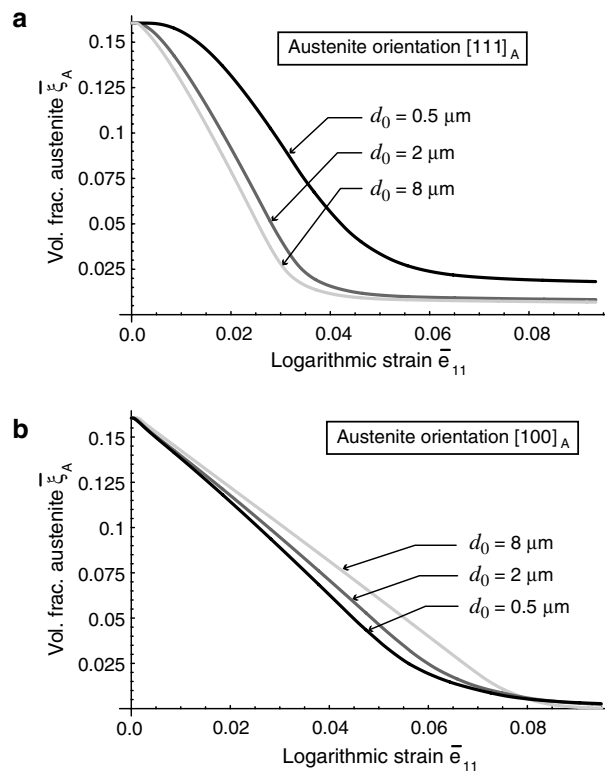 a
Austenite orientation [111]A
Vol. frac. austenite ξ̅A
0.15
0.125
0.1
0.075
0.05
0.025
d0 = 0.5 µm
d0 = 2 µm
d0 = 8 µm
0.0 0.02 0.04 0.06 0.08
Logarithmic strain e̅11
b
Austenite orientation [100]A
Vol. frac. austenite ξ̅A
0.15
0.125
0.1
0.075
0.05
0.025
d0 = 8 µm
d0 = 2 µm
d0 = 0.5 µm
0.0 0.02 0.04 0.06 0.08
Logarithmic strain e̅11